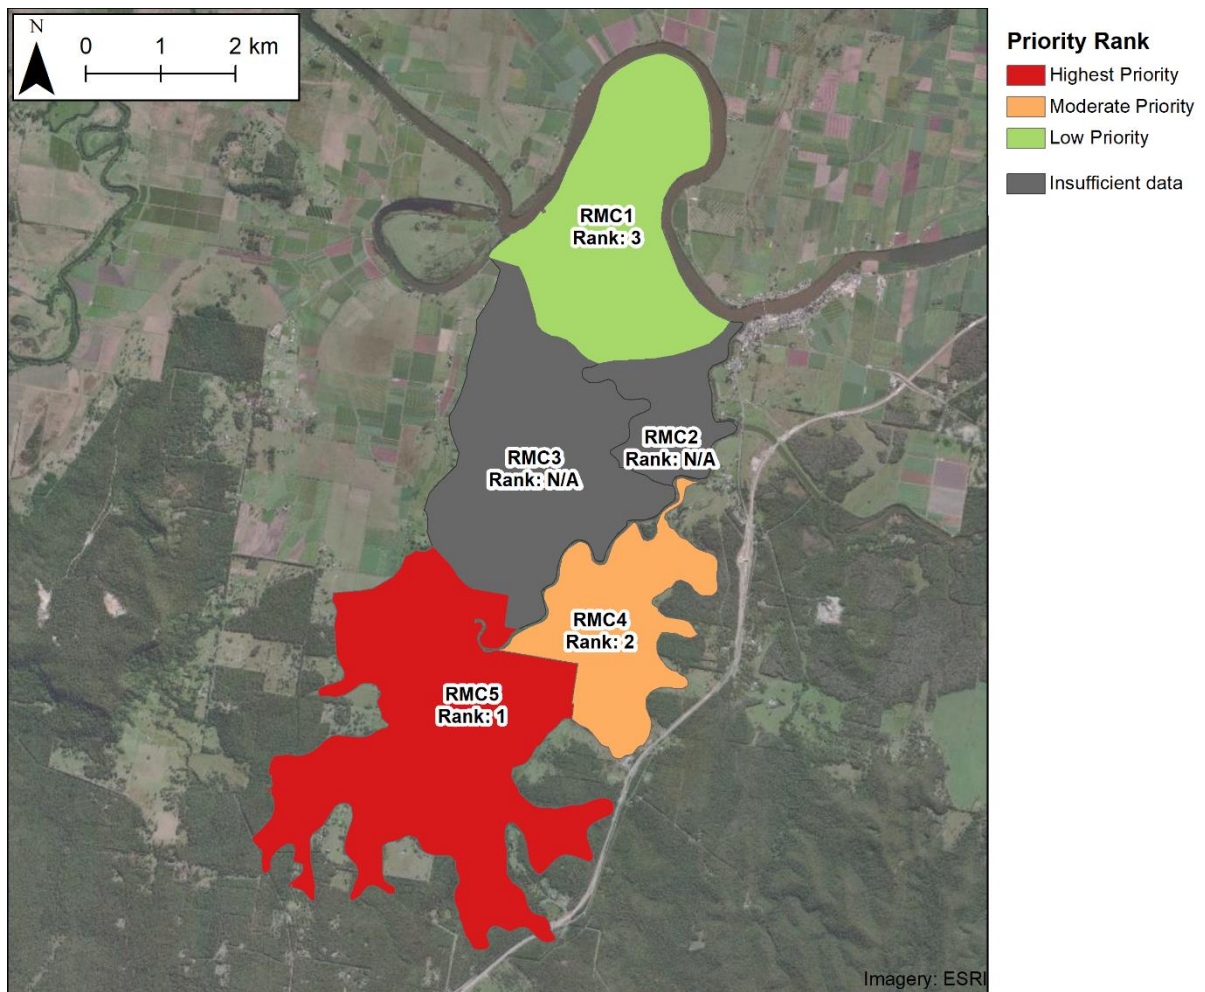 N
0 1 2 km
Priority Rank
Highest Priority
Moderate Priority
Low Priority
Insufficient data
RMC1
Rank: 3
RMC2
Rank: N/A
RMC3
Rank: N/A
RMC4
Rank: 2
RMC5
Rank: 1
Imagery: ESRI